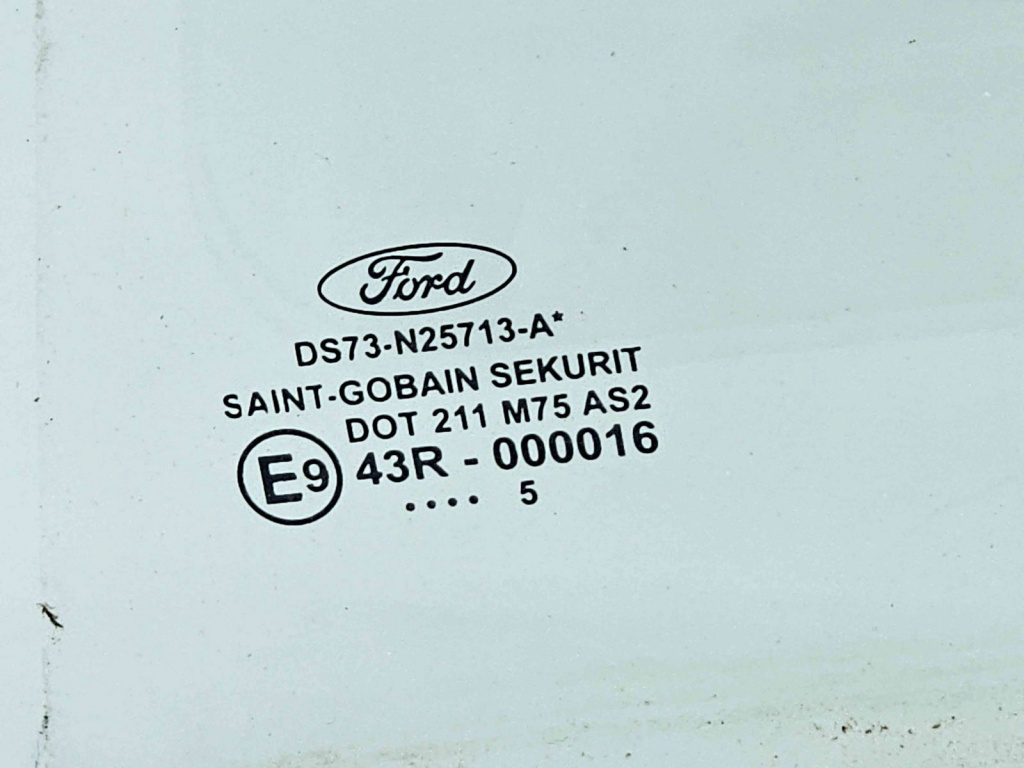 Ford
DS73-N25713-A*
SAINT-GOBAIN SEKURIT
DOT 211 M75 AS2
E9 43R - 000016
.... 5